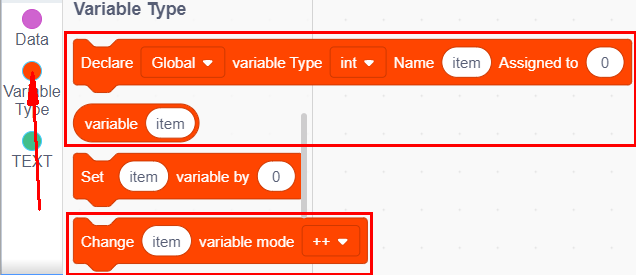 Variable Type
Data
Declare Global variable Type int Name item Assigned to 0
Variable
Type
variable item
TEXT
Set item variable by 0
Change item variable mode ++